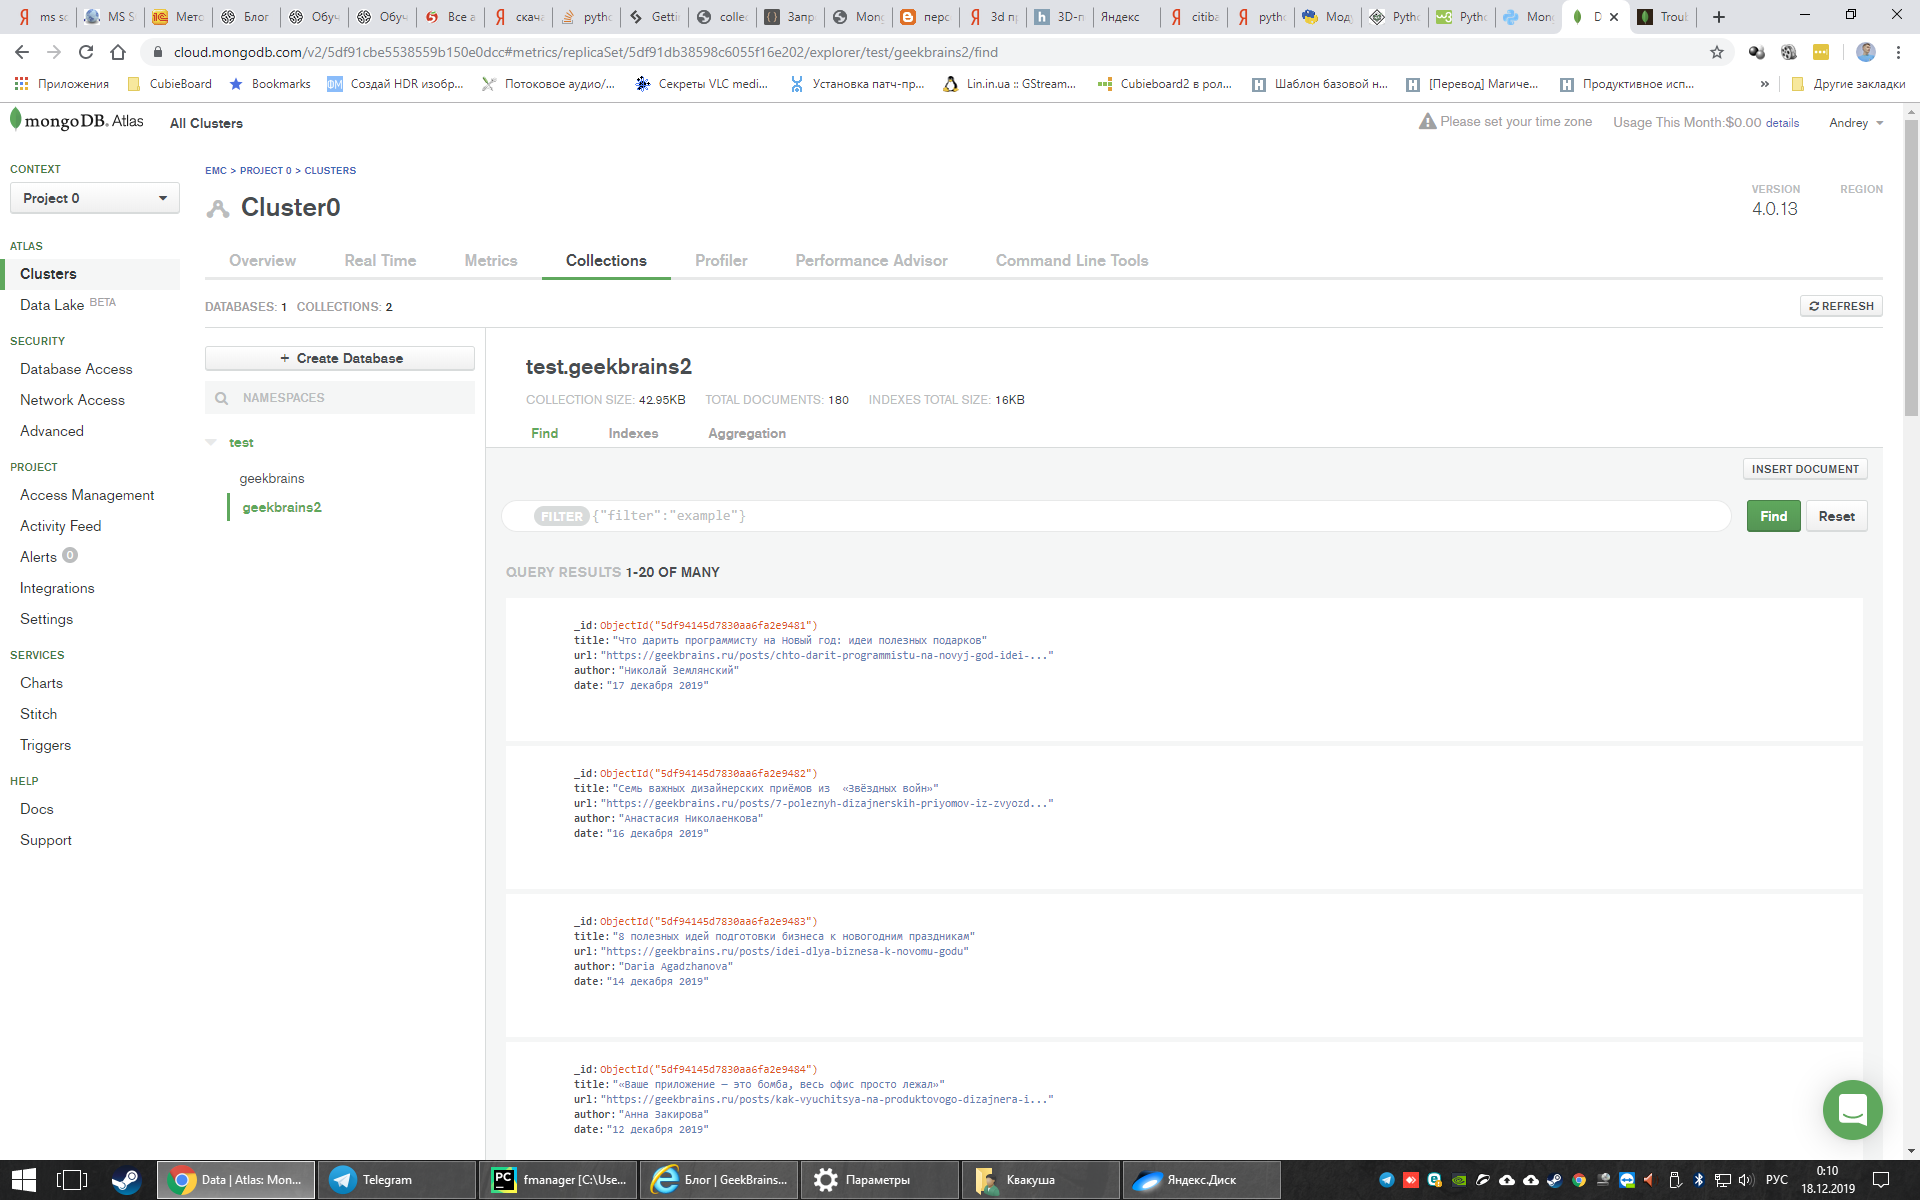 ms sc
MS S
Мето
Блог
Обуч
Обуч
Все а
скача
pytho
Getti
collec
Запр
Mong
перс
3d пр
3D-п
Яндекс
citiba
pytho
Моду
Pytho
Pytho
Mong
D
Troub
cloud.mongodb.com/v2/5df91cbe5538559b150e0dcc#metrics/replicaSet/5df91db38598c6055f16e202/explorer/test/geekbrains2/find
Приложения
CubieBoard
Bookmarks
Создай HDR изобр...
Потоковое аудио/...
Секреты VLC medi...
Установка патч-пр...
Lin.in.ua :: GStream...
Cubieboard2 в рол...
Шаблон базовой н...
[Перевод] Магиче...
Продуктивное исп...
»
Другие закладки
mongoDB. Atlas
All Clusters
Please set your time zone
Usage This Month:$0.00 details
Andrey
CONTEXT
Project 0
ATLAS
Clusters
Data Lake BETA
SECURITY
Database Access
Network Access
Advanced
PROJECT
Access Management
Activity Feed
Alerts 0
Integrations
Settings
SERVICES
Charts
Stitch
Triggers
HELP
Docs
Support
EMC > PROJECT 0 > CLUSTERS
Cluster0
VERSION
4.0.13
REGION
Overview
Real Time
Metrics
Collections
Profiler
Performance Advisor
Command Line Tools
DATABASES: 1 COLLECTIONS: 2
REFRESH
+ Create Database
NAMESPACES
test
geekbrains
geekbrains2
test.geekbrains2
COLLECTION SIZE: 42.95KB TOTAL DOCUMENTS: 180 INDEXES TOTAL SIZE: 16KB
Find
Indexes
Aggregation
INSERT DOCUMENT
FILTER {"filter":"example"}
Find
Reset
QUERY RESULTS 1-20 OF MANY
_id:ObjectId("5df94145d7830aa6fa2e9481")
title:"Что дарить программисту на Новый год: идеи полезных подарков"
url:"https://geekbrains.ru/posts/chto-darit-programmistu-na-novyj-god-idei-..."
author:"Николай Землянский"
date:"17 декабря 2019"
_id:ObjectId("5df94145d7830aa6fa2e9482")
title:"Семь важных дизайнерских приёмов из  «Звёздных войн»"
url:"https://geekbrains.ru/posts/7-poleznyh-dizajnerskih-priyomov-iz-zvyozd..."
author:"Анастасия Николаенкова"
date:"16 декабря 2019"
_id:ObjectId("5df94145d7830aa6fa2e9483")
title:"8 полезных идей подготовки бизнеса к новогодним праздникам"
url:"https://geekbrains.ru/posts/idei-dlya-biznesa-k-novomu-godu"
author:"Daria Agadzhanova"
date:"14 декабря 2019"
_id:ObjectId("5df94145d7830aa6fa2e9484")
title:"«Ваше приложение — это бомба, весь офис просто лежал»"
url:"https://geekbrains.ru/posts/kak-vyuchitsya-na-produktovogo-dizajnera-i..."
author:"Анна Закирова"
date:"12 декабря 2019"
Data | Atlas: Mon...
Telegram
fmanager [C:\Use...
Блог | GeekBrains...
Параметры
Квакуша
Яндекс.Диск
РУС
0:10
18.12.2019